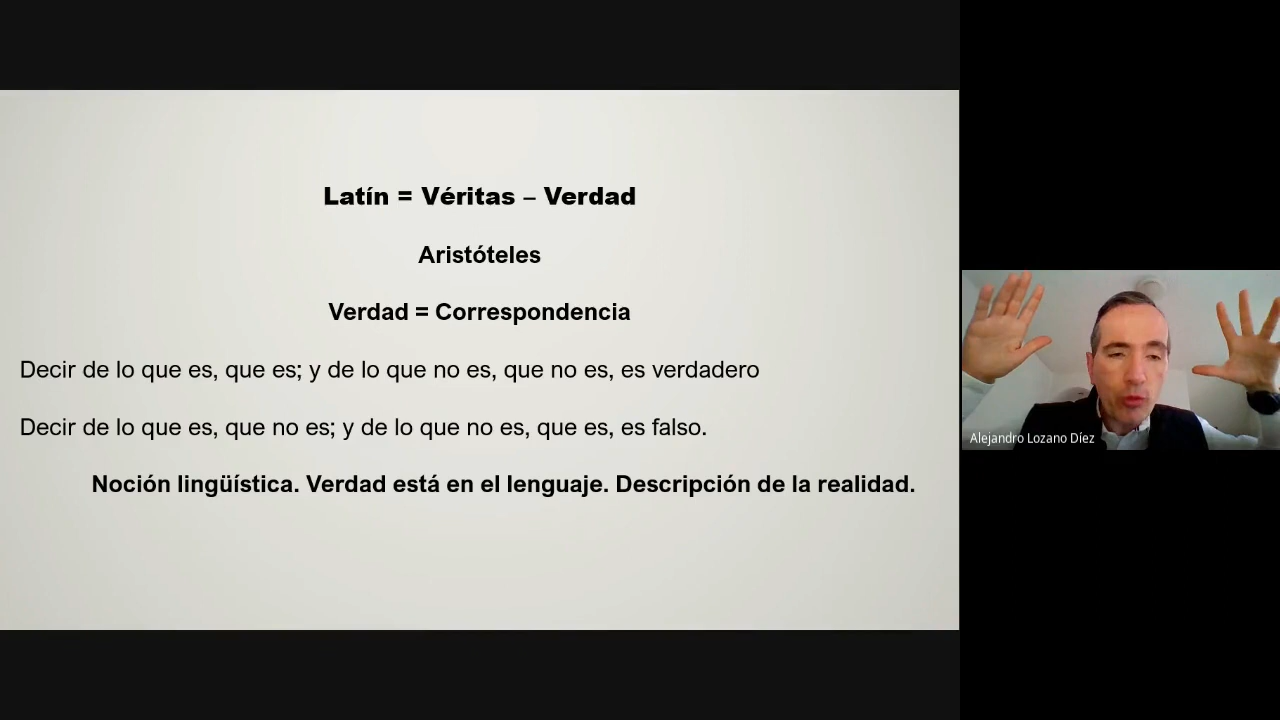 Latín = Véritas – Verdad
Aristóteles
Verdad = Correspondencia
Decir de lo que es, que es; y de lo que no es, que no es, es verdadero
Decir de lo que es, que no es; y de lo que no es, que es, es falso.
Noción lingüística. Verdad está en el lenguaje. Descripción de la realidad.
Alejandro Lozano Díez